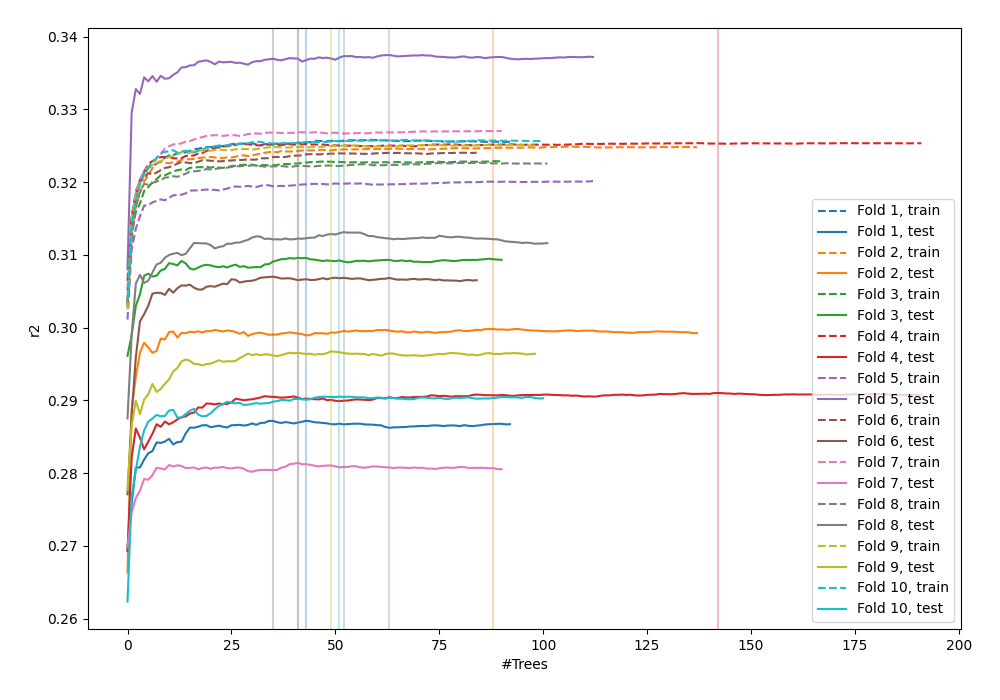 0.34
0.33
0.32
0.31
0.30
0.29
0.28
0.27
0.26
r2
0
25
50
75
100
125
150
175
200
#Trees
Fold 1, train
Fold 1, test
Fold 2, train
Fold 2, test
Fold 3, train
Fold 3, test
Fold 4, train
Fold 4, test
Fold 5, train
Fold 5, test
Fold 6, train
Fold 6, test
Fold 7, train
Fold 7, test
Fold 8, train
Fold 8, test
Fold 9, train
Fold 9, test
Fold 10, train
Fold 10, test